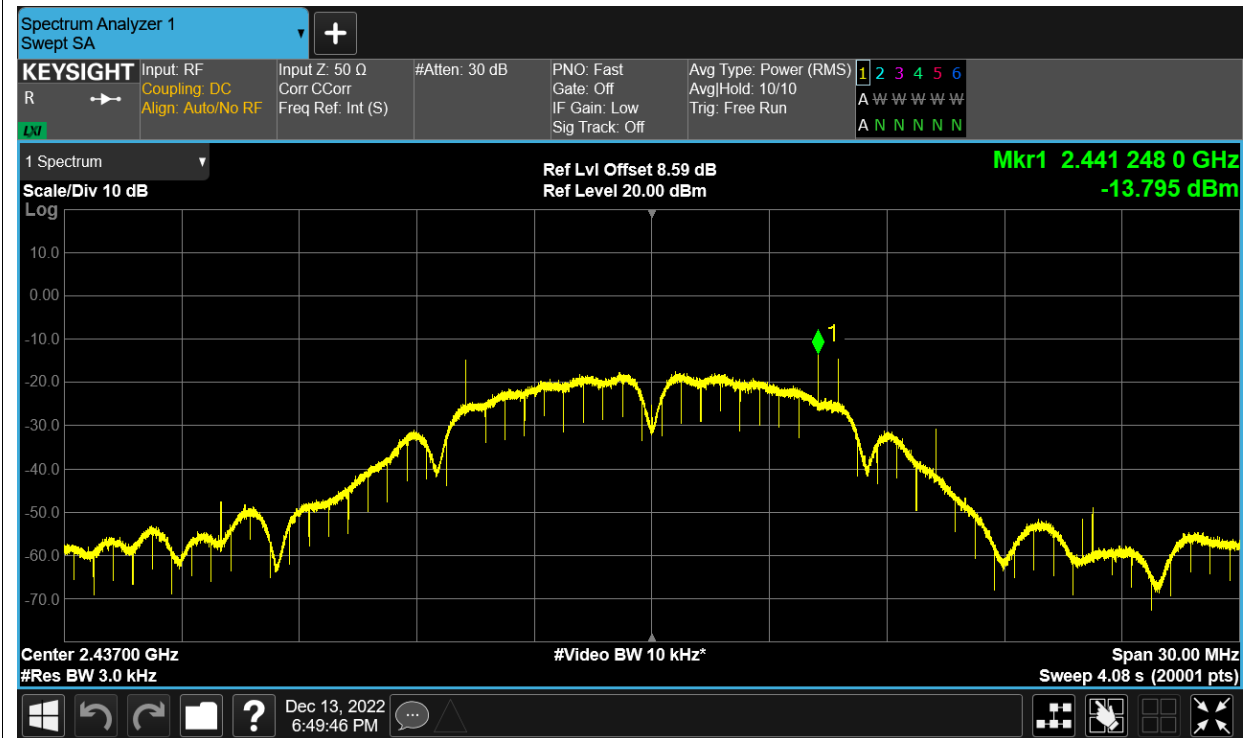 Spectrum Analyzer 1
Swept SA
KEYSIGHT
R
LXI
Input: RF
Coupling: DC
Align: Auto/No RF
Input Z: 50 Ω
Corr CCorr
Freq Ref: Int (S)
#Atten: 30 dB
PNO: Fast
Gate: Off
IF Gain: Low
Sig Track: Off
Avg Type: Power (RMS)
Avg|Hold: 10/10
Trig: Free Run
1 2 3 4 5 6
A W W W W W
A N N N N N
1 Spectrum
Scale/Div 10 dB
Ref Lvl Offset 8.59 dB
Ref Level 20.00 dBm
Mkr1 2.441 248 0 GHz
-13.795 dBm
Log
10.0
0.00
-10.0
-20.0
-30.0
-40.0
-50.0
-60.0
-70.0
1
Center 2.43700 GHz
#Res BW 3.0 kHz
#Video BW 10 kHz*
Span 30.00 MHz
Sweep 4.08 s (20001 pts)
?
Dec 13, 2022
6:49:46 PM